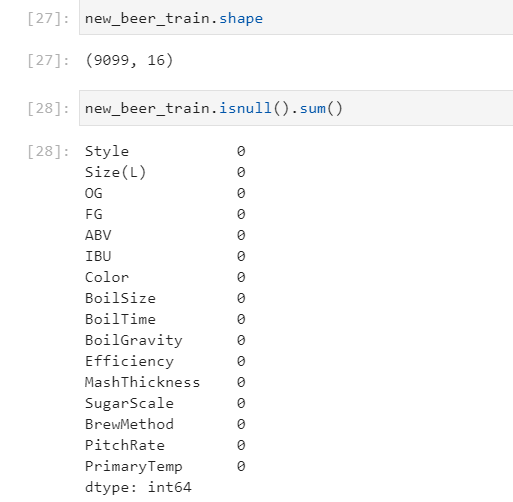 [27]: new_beer_train.shape
[27]: (9099, 16)
[28]: new_beer_train.isnull().sum()
[28]: Style 0
Size(L) 0
OG 0
FG 0
ABV 0
IBU 0
Color 0
BoilSize 0
BoilTime 0
BoilGravity 0
Efficiency 0
MashThickness 0
SugarScale 0
BrewMethod 0
PitchRate 0
PrimaryTemp 0
dtype: int64